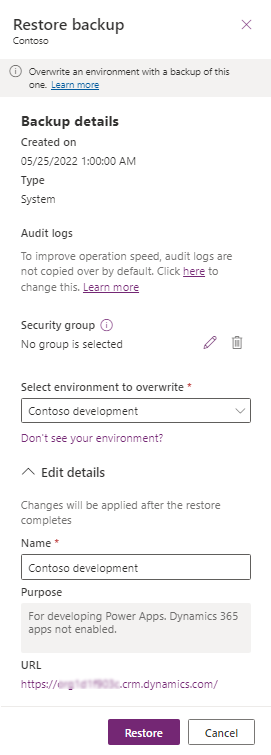 Restore backup
Contoso
Overwrite an environment with a backup of this
one. Learn more
Backup details
Created on
05/25/2022 1:00:00 AM
Type
System
Audit logs
To improve operation speed, audit logs are
not copied over by default. Click here to
change this. Learn more
Security group
No group is selected
Select environment to overwrite *
Contoso development
Don't see your environment?
Edit details
Changes will be applied after the restore
completes
Name *
Contoso development
Purpose
For developing Power Apps. Dynamics 365
apps not enabled.
URL
https://.crm.dynamics.com/
Restore
Cancel